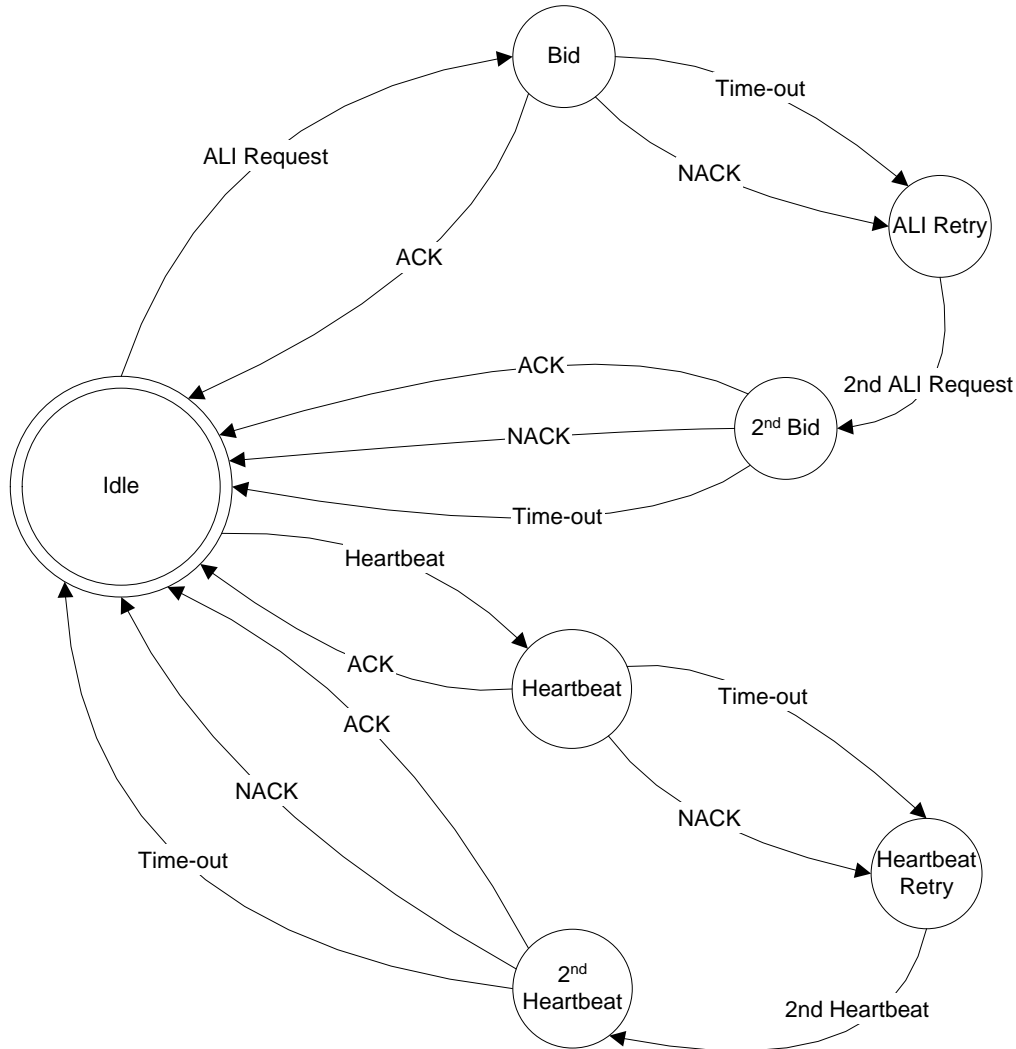 Bid
Time-out
ALI Request
NACK
ALI Retry
ACK
ACK
2nd ALI Request
2nd Bid
NACK
Idle
Time-out
Heartbeat
ACK
Heartbeat
Time-out
ACK
NACK
NACK
Time-out
Heartbeat
Retry
2nd
Heartbeat
2nd Heartbeat